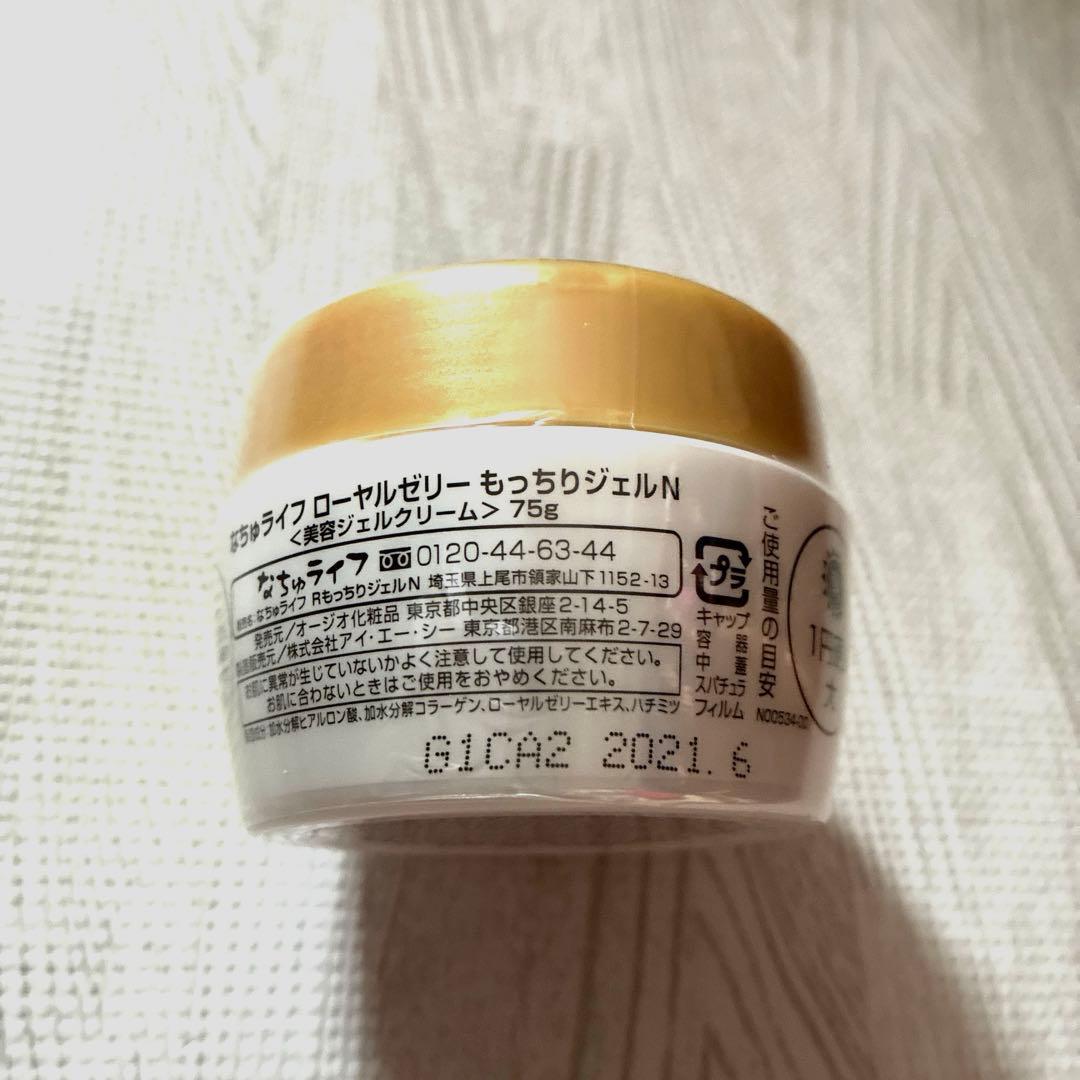 なちゅライフ ローヤルゼリー もっちりジェルN
<美容ジェルクリーム> 75g
なちゅライフ 0120-44-63-44
なちゅライフ RもっちりジェルN 埼玉県上尾市領家山下1152-13
発売元/オージオ化粧品 東京都中央区銀座2-14-5
製造販売元/株式会社アイ・エー・シー 東京都港区南麻布2-7-29
お肌に異常が生じていないかよく注意して使用してください。
お肌に合わないときはご使用をおやめください。
加水分解ヒアルロン酸、加水分解コラーゲン、ローヤルゼリーエキス、ハチミツ
G1CA2 2021.6
プラ
キャップ
容器
中蓋
スパチュラ
フィルム
N00534-00
ご使用量の目安